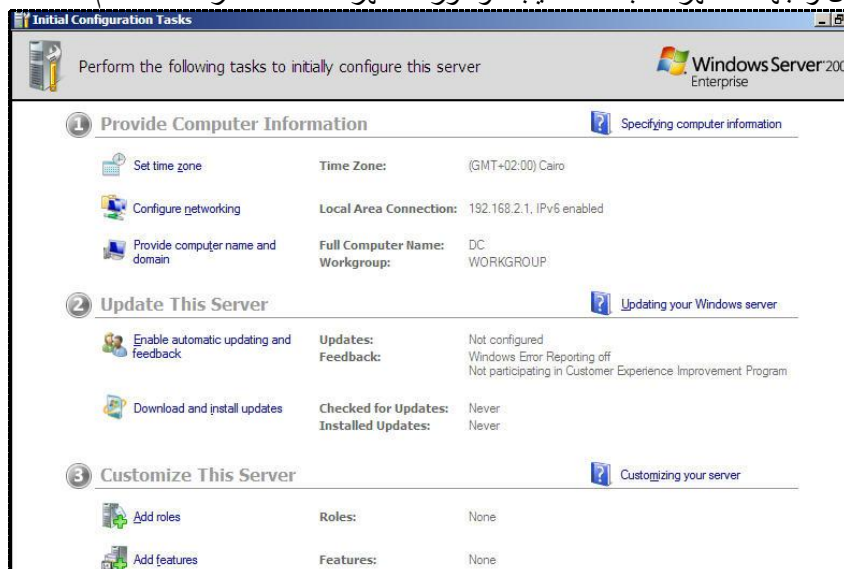 Initial Configuration Tasks
Perform the following tasks to initially configure this server
Windows Server 200
Enterprise
1 Provide Computer Information
Specifying computer information
Set time zone Time Zone: (GMT+02:00) Cairo
Configure networking Local Area Connection: 192.168.2.1, IPv6 enabled
Provide computer name and domain
Full Computer Name: DC
Workgroup: WORKGROUP
2 Update This Server
Updating your Windows server
Enable automatic updating and feedback
Updates: Not configured
Feedback: Windows Error Reporting off
Not participating in Customer Experience Improvement Program
Download and install updates
Checked for Updates: Never
Installed Updates: Never
3 Customize This Server
Customizing your server
Add roles Roles: None
Add features Features: None